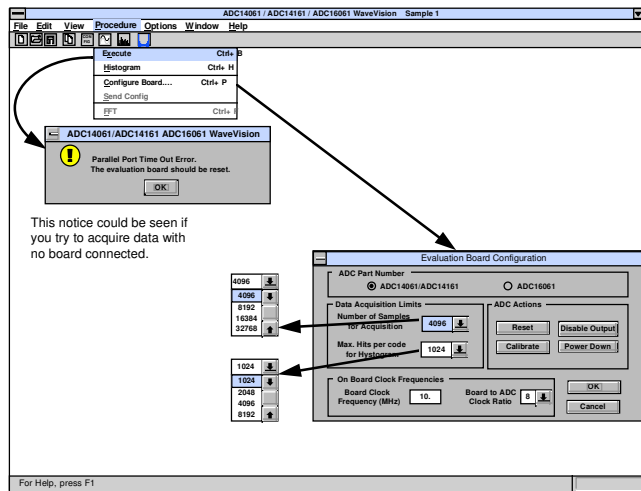 ADC14061 / ADC14161 / ADC16061 WaveVision Sample 1
File Edit View Procedure Options Window Help
Execute Ctrl+ B
Histogram Ctrl+ H
Configure Board.... Ctrl+ P
Send Config
FFT Ctrl+ F
ADC14061/ADC14161 ADC16061 WaveVision
Parallel Port Time Out Error.
The evaluation board should be reset.
OK
This notice could be seen if
you try to acquire data with
no board connected.
Evaluation Board Configuration
ADC Part Number
ADC14061/ADC14161 ADC16061
Data Acquisition Limits
Number of Samples
for Acquisition
4096
Max. Hits per code
for Hystogram
1024
ADC Actions
Reset Disable Output
Calibrate Power Down
On Board Clock Frequencies
Board Clock
Frequency (MHz)
10.
Board to ADC
Clock Ratio
8
OK
Cancel
4096
4096
8192
16384
32768
1024
1024
2048
4096
8192
For Help, press F1